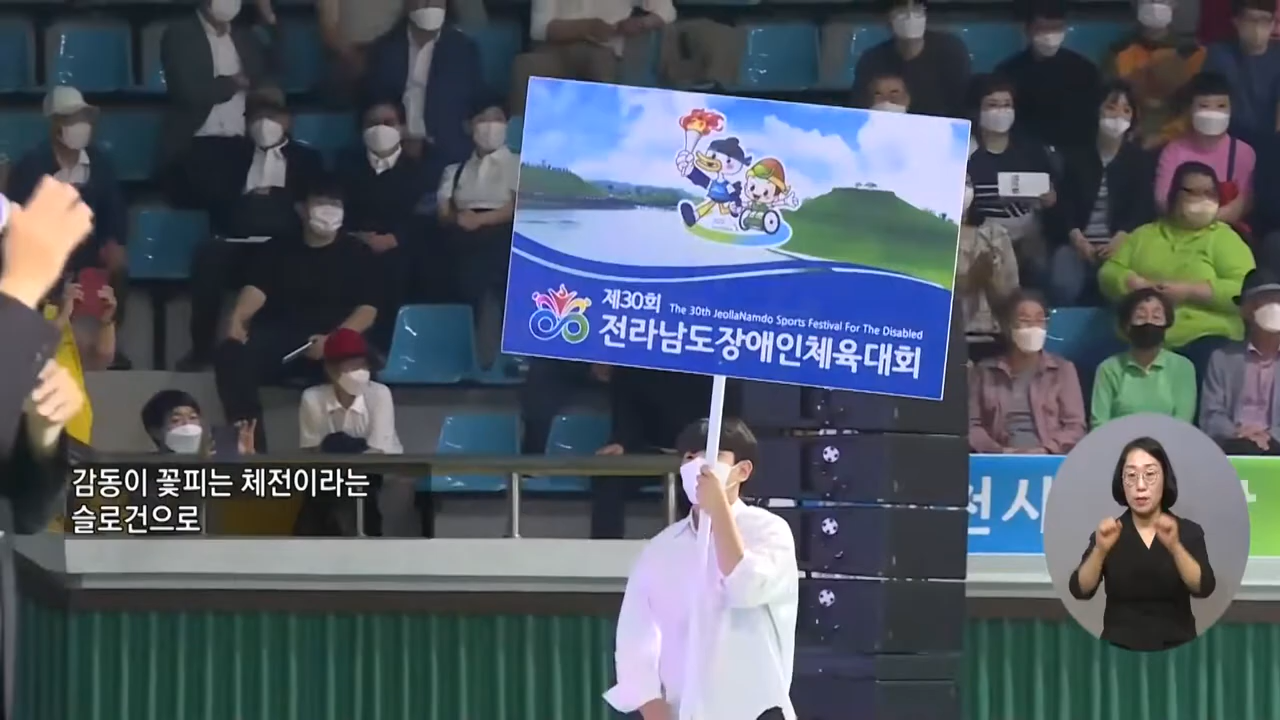 제30회 The 30th JeollaNamdo Sports Festival For The Disabled
전라남도장애인체육대회
감동이 꽃피는 체전이라는
슬로건으로
천시